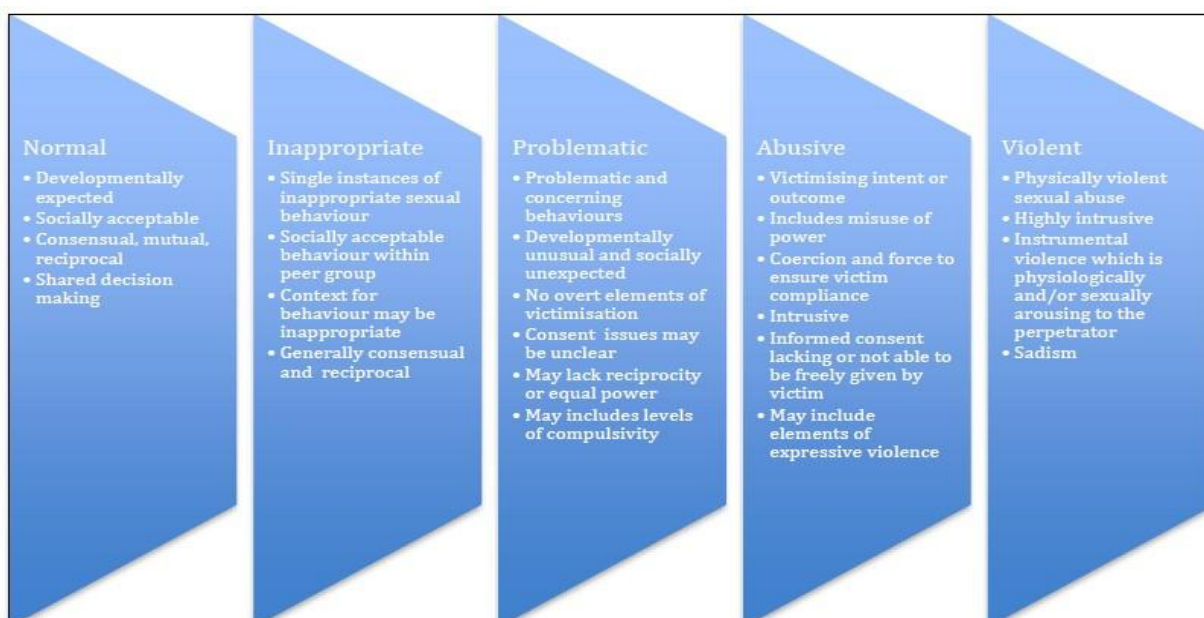 Normal
• Developmentally
expected
• Socially acceptable
• Consensual, mutual,
reciprocal
• Shared decision
making
Inappropriate
• Single instances of
inappropriate sexual
behaviour
• Socially acceptable
behaviour within
peer group
• Context for
behaviour may be
inappropriate
• Generally consensual
and reciprocal
Problematic
• Problematic and
concerning
behaviours
• Developmentally
unusual and socially
unexpected
• No overt elements of
victimisation
• Consent issues may
be unclear
• May lack reciprocity
or equal power
• May includes levels
of compulsivity
Abusive
• Victimising intent or
outcome
• Includes misuse of
power
• Coercion and force to
ensure victim
compliance
• Intrusive
• Informed consent
lacking or not able to
be freely given by
victim
• May include
elements of
expressive violence
Violent
• Physically violent
sexual abuse
• Highly intrusive
• Instrumental
violence which is
physiologically
and/or sexually
arousing to the
perpetrator
• Sadism